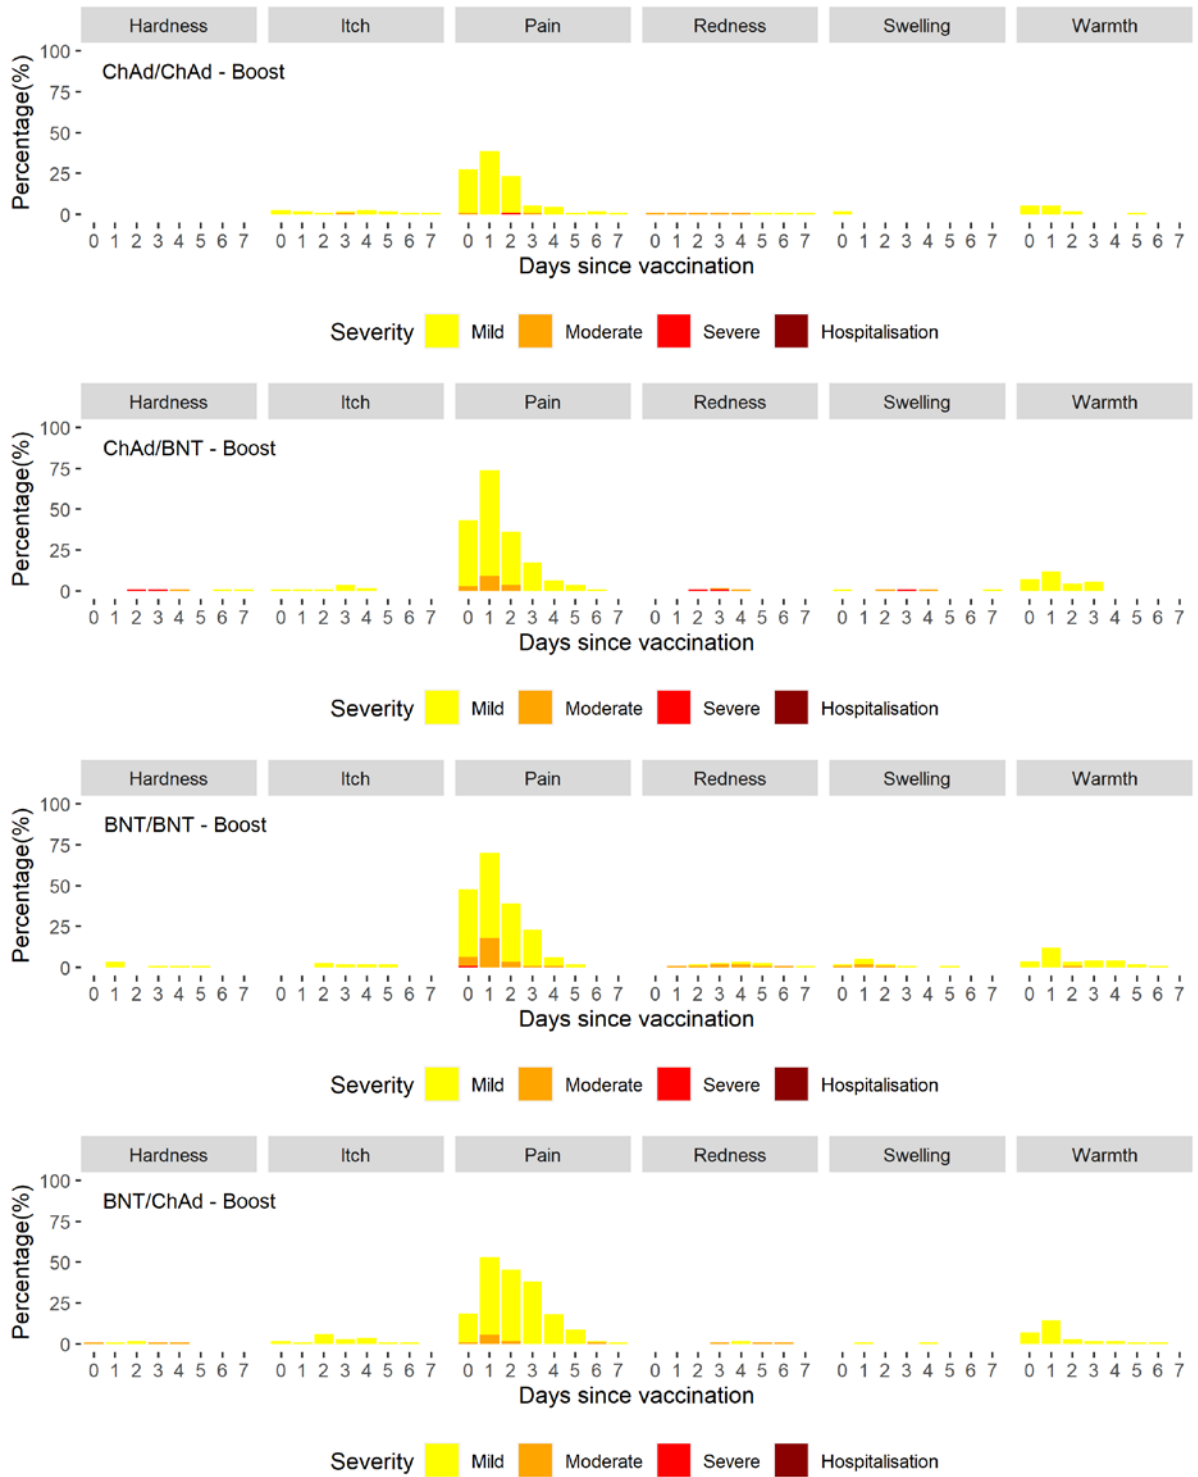 Hardness Itch Pain Redness Swelling Warmth
100
ChAd/ChAd - Boost
75
50
25
0
Percentage(%)
0 1 2 3 4 5 6 7 0 1 2 3 4 5 6 7 0 1 2 3 4 5 6 7 0 1 2 3 4 5 6 7 0 1 2 3 4 5 6 7 0 1 2 3 4 5 6 7
Days since vaccination
Severity Mild Moderate Severe Hospitalisation
Hardness Itch Pain Redness Swelling Warmth
100
ChAd/BNT - Boost
75
50
25
0
Percentage(%)
0 1 2 3 4 5 6 7 0 1 2 3 4 5 6 7 0 1 2 3 4 5 6 7 0 1 2 3 4 5 6 7 0 1 2 3 4 5 6 7 0 1 2 3 4 5 6 7
Days since vaccination
Severity Mild Moderate Severe Hospitalisation
Hardness Itch Pain Redness Swelling Warmth
100
BNT/BNT - Boost
75
50
25
0
Percentage(%)
0 1 2 3 4 5 6 7 0 1 2 3 4 5 6 7 0 1 2 3 4 5 6 7 0 1 2 3 4 5 6 7 0 1 2 3 4 5 6 7 0 1 2 3 4 5 6 7
Days since vaccination
Severity Mild Moderate Severe Hospitalisation
Hardness Itch Pain Redness Swelling Warmth
100
BNT/ChAd - Boost
75
50
25
0
Percentage(%)
0 1 2 3 4 5 6 7 0 1 2 3 4 5 6 7 0 1 2 3 4 5 6 7 0 1 2 3 4 5 6 7 0 1 2 3 4 5 6 7 0 1 2 3 4 5 6 7
Days since vaccination
Severity Mild Moderate Severe Hospitalisation